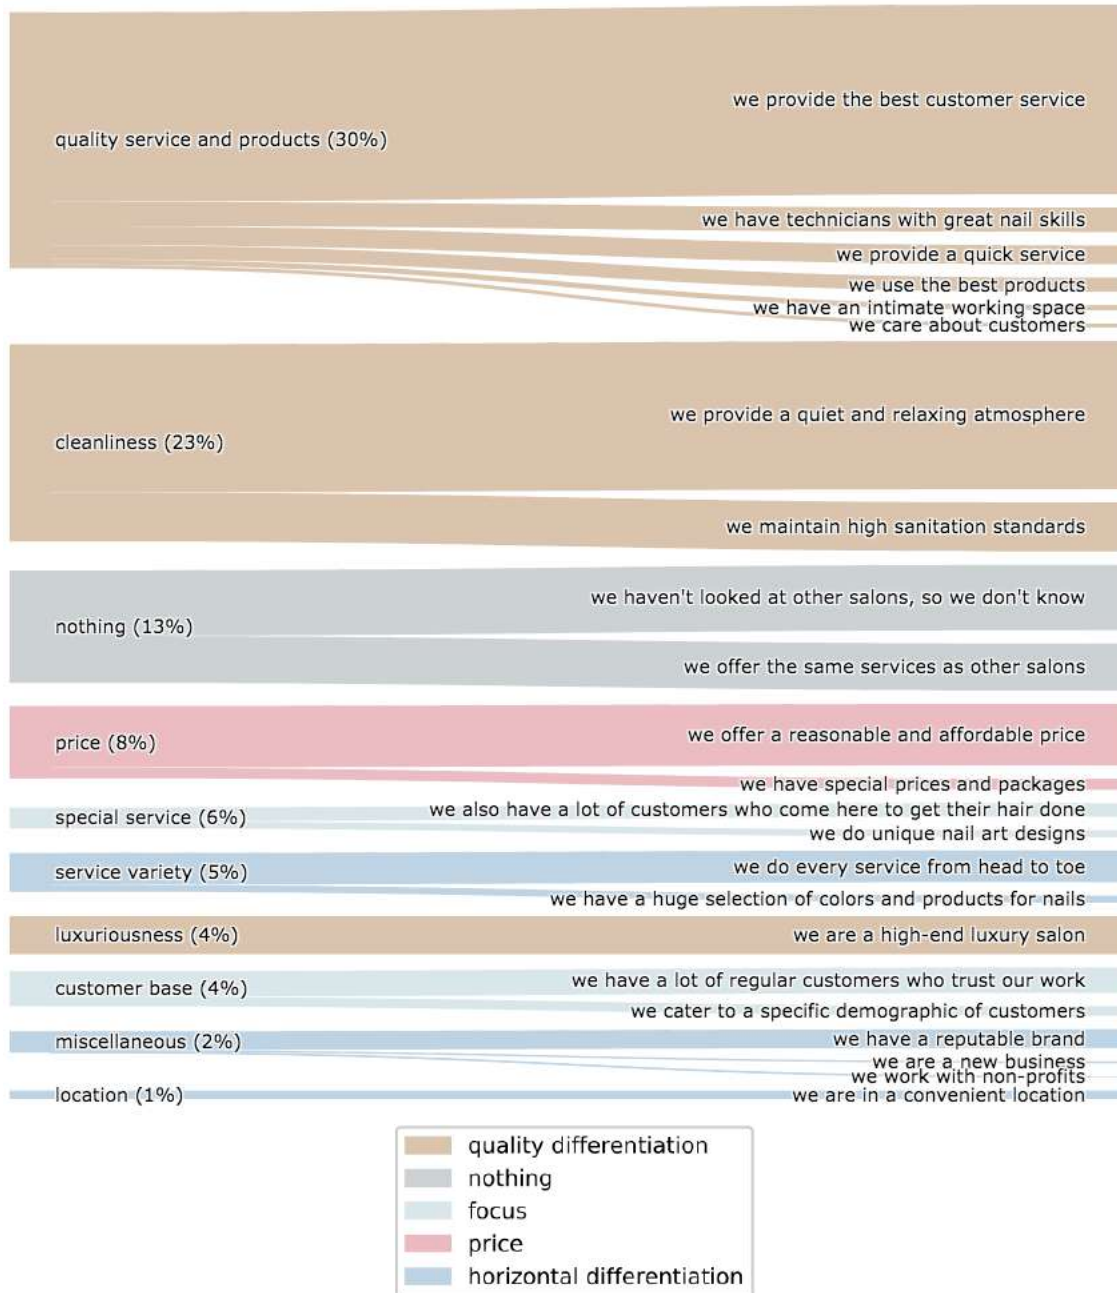 we provide the best customer service
quality service and products (30%)
we have technicians with great nail skills
we provide a quick service
we use the best products
we have an intimate working space
we care about customers
we provide a quiet and relaxing atmosphere
cleanliness (23%)
we maintain high sanitation standards
we haven't looked at other salons, so we don't know
nothing (13%)
we offer the same services as other salons
price (8%)
we offer a reasonable and affordable price
we have special prices and packages
special service (6%)
we also have a lot of customers who come here to get their hair done
we do unique nail art designs
service variety (5%)
we do every service from head to toe
we have a huge selection of colors and products for nails
luxuriousness (4%)
we are a high-end luxury salon
customer base (4%)
we have a lot of regular customers who trust our work
we cater to a specific demographic of customers
miscellaneous (2%)
we have a reputable brand
we are a new business
we work with non-profits
location (1%)
we are in a convenient location
quality differentiation
nothing
focus
price
horizontal differentiation